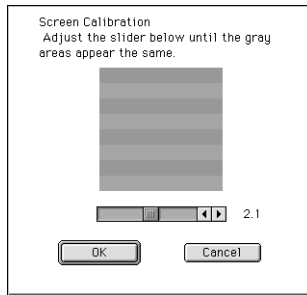 Screen Calibration
Adjust the slider below until the gray
areas appear the same.
2.1
OK
Cancel